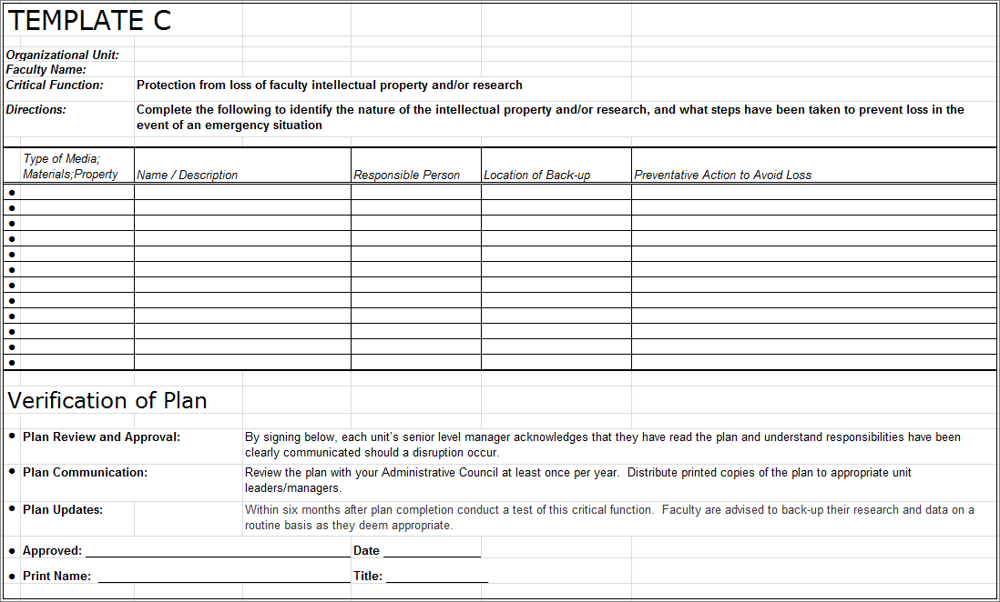 TEMPLATE C
Organizational Unit:
Faculty Name:
Critical Function: Protection from loss of faculty intellectual property and/or research
Directions: Complete the following to identify the nature of the intellectual property and/or research, and what steps have been taken to prevent loss in the
event of an emergency situation
Type of Media;
Materials;Property Name / Description Responsible Person Location of Back-up Preventative Action to Avoid Loss
●
●
●
●
●
●
●
●
●
●
●
●
Verification of Plan
● Plan Review and Approval: By signing below, each unit’s senior level manager acknowledges that they have read the plan and understand responsibilities have been
clearly communicated should a disruption occur.
● Plan Communication: Review the plan with your Administrative Council at least once per year.  Distribute printed copies of the plan to appropriate unit
leaders/managers.
● Plan Updates: Within six months after plan completion conduct a test of this critical function.  Faculty are advised to back-up their research and data on a
routine basis as they deem appropriate.
● Approved: ________________________________________ Date _______________
● Print Name: ______________________________________ Title: _______________